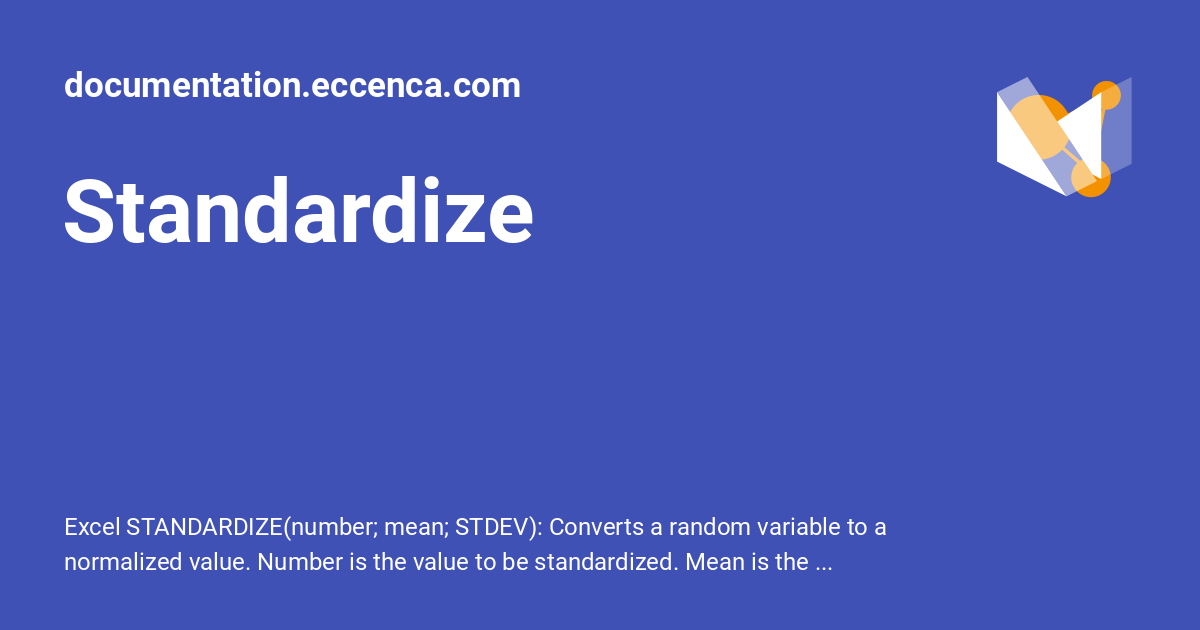 documentation.eccenca.com
Standardize
Excel STANDARDIZE(number; mean; STDEV): Converts a random variable to a
normalized value. Number is the value to be standardized. Mean is the ...